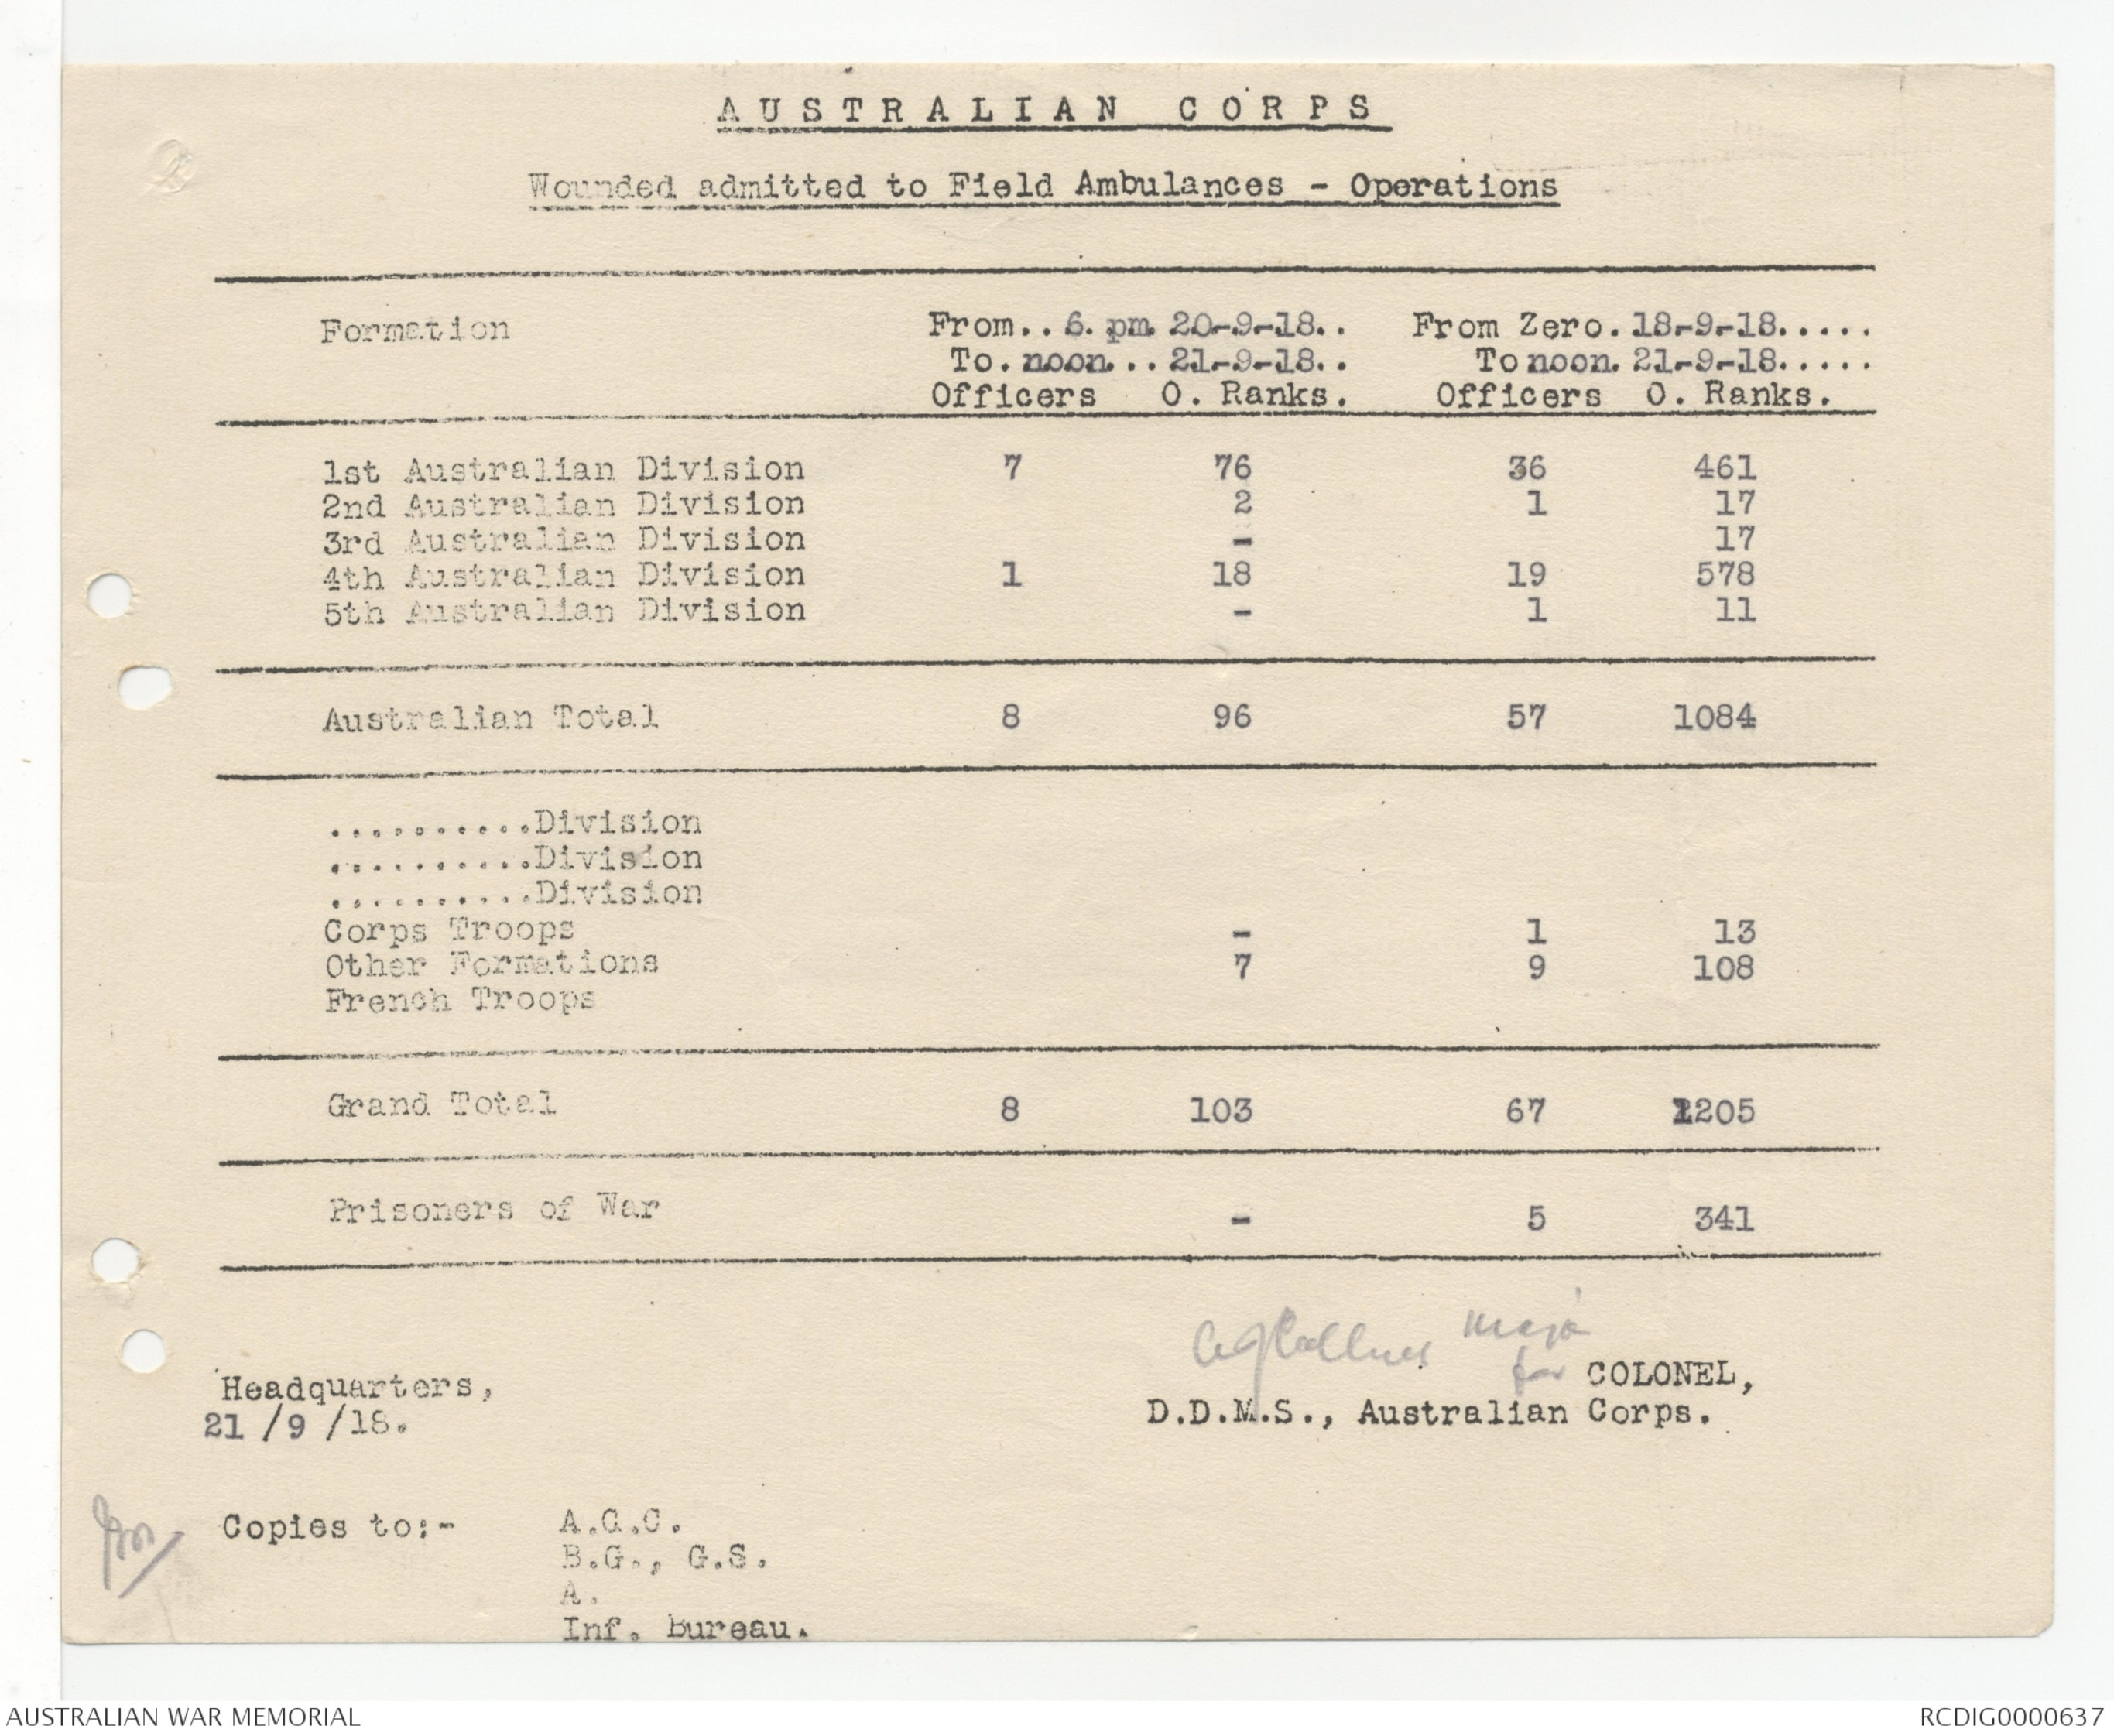 AUSTRALIAN CORPS
Wounded admitted to Field Ambulances - Operations
Formation From.. 6. pm. 20-9-18.. From Zero. 18-9-18.....
To. noon... 21-9-18.. To noon. 21-9-18.....
Officers O. Ranks. Officers O. Ranks.
1st Australian Division 7 76 36 461
2nd Australian Division 2 1 17
3rd Australian Division - 17
4th Australian Division 1 18 19 578
5th Australian Division - 1 11
Australian Total 8 96 57 1084
..........Division
..........Division
..........Division
Corps Troops - 1 13
Other Formations 7 9 108
French Troops
Grand Total 8 103 67 1205
Prisoners of War - 5 341
Major
for COLONEL,
D.D.M.S., Australian Corps.
Headquarters,
21 /9 /18.
Copies to:- A.C.C.
B.G., G.S.
A.
Inf. Bureau.
AUSTRALIAN WAR MEMORIAL RCDIG0000637